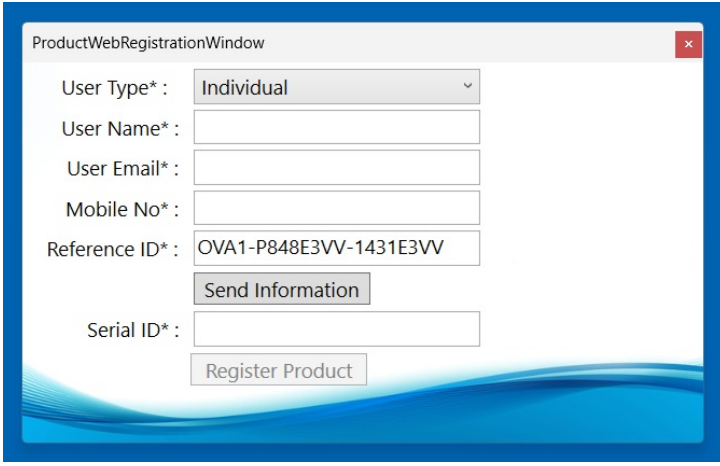 ProductWebRegistrationWindow
User Type* : Individual
User Name* :
User Email* :
Mobile No* :
Reference ID* : OVA1-P848E3VV-1431E3VV
Send Information
Serial ID* :
Register Product